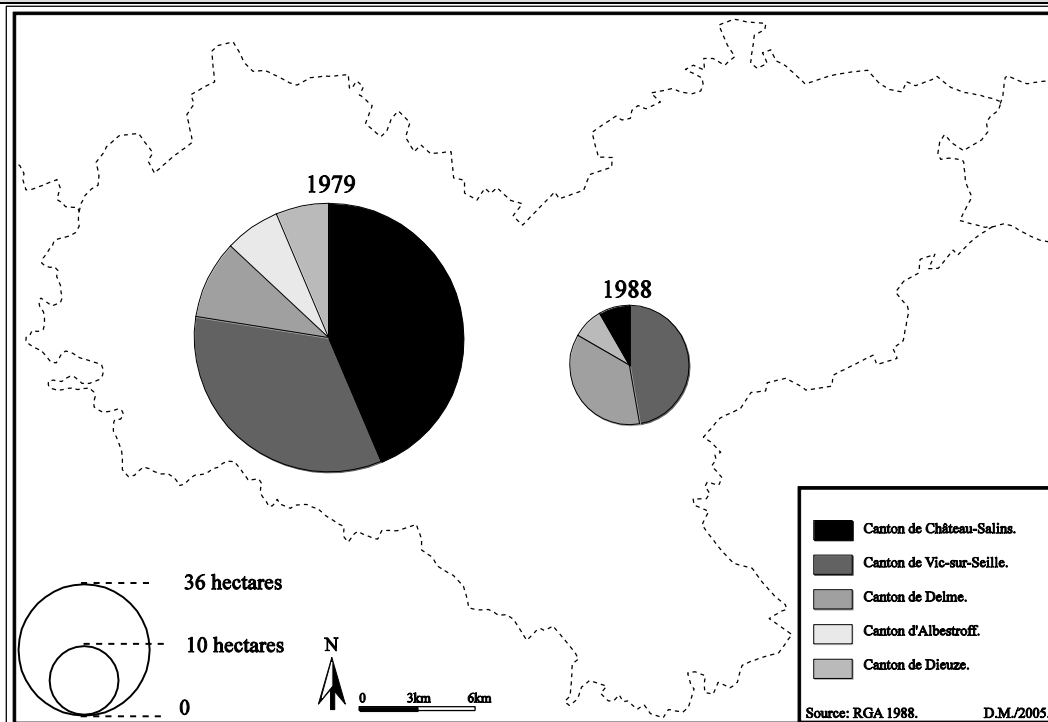 1979
1988
36 hectares
10 hectares
0
N
0 3km 6km
Canton de Château-Salins.
Canton de Vic-sur-Seille.
Canton de Delme.
Canton d'Albestroff.
Canton de Dieuze.
Source: RGA 1988. D.M./2005.